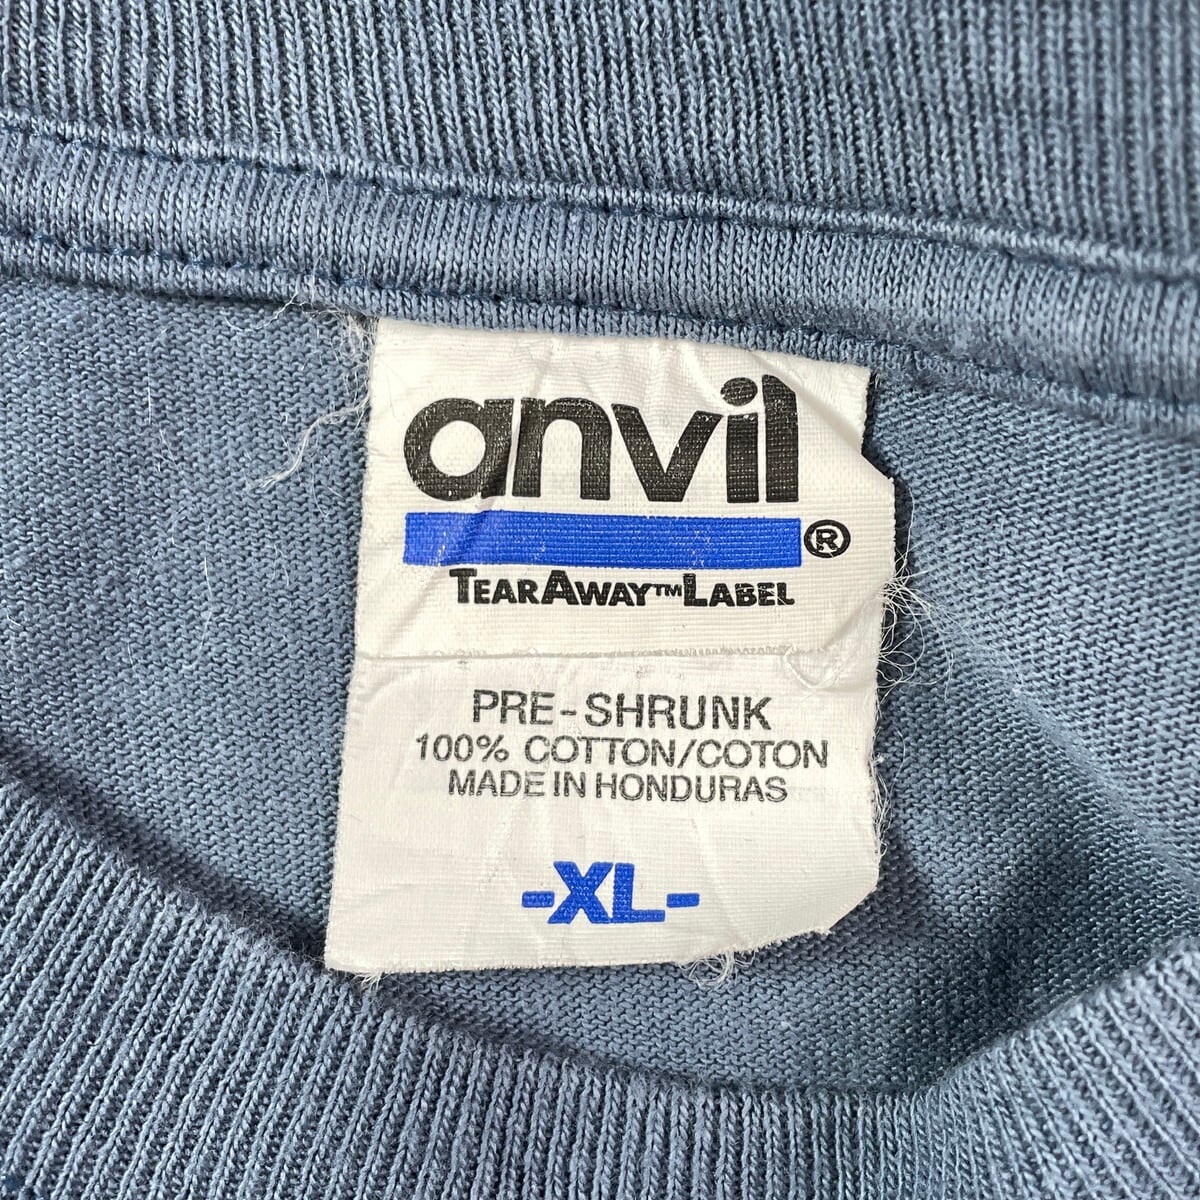 anvil®
TEARAWAY™LABEL
PRE-SHRUNK
100% COTTON/COTON
MADE IN HONDURAS
-XL-